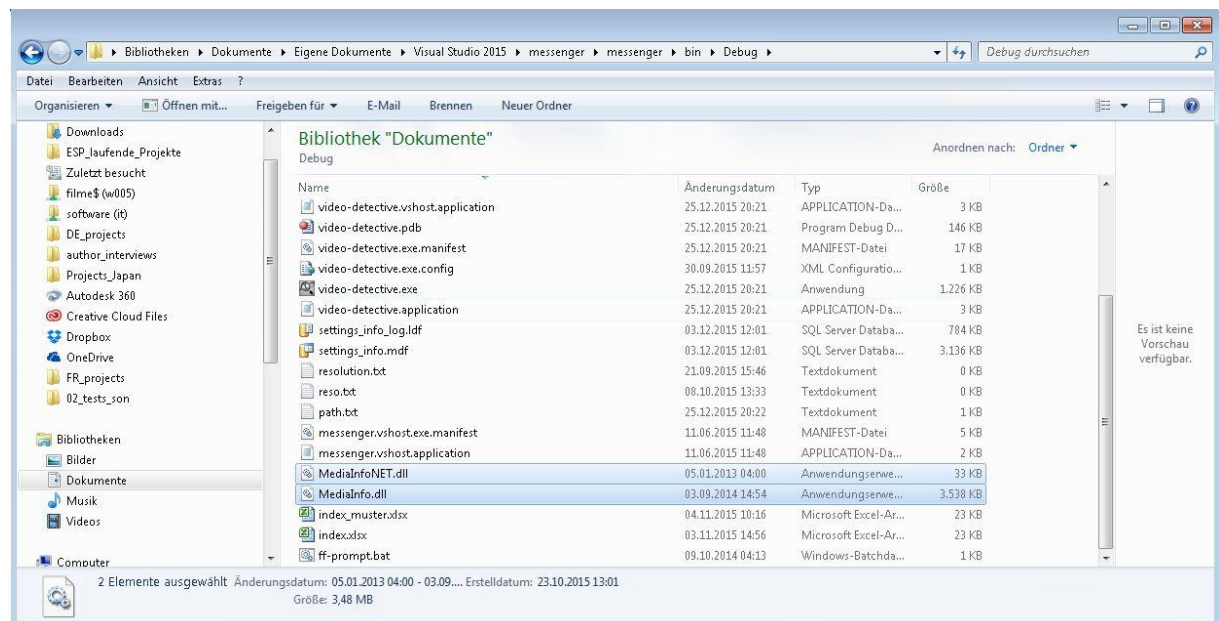 Bibliotheken ▸ Dokumente ▸ Eigene Dokumente ▸ Visual Studio 2015 ▸ messenger ▸ messenger ▸ bin ▸ Debug ▸ Debug durchsuchen
Datei Bearbeiten Ansicht Extras ?
Organisieren Öffnen mit... Freigeben für E-Mail Brennen Neuer Ordner
Downloads
ESP_laufende_Projekte
Zuletzt besucht
filme$ (w005)
software (it)
DE_projects
author_interviews
Projects_Japan
Autodesk 360
Creative Cloud Files
Dropbox
OneDrive
FR_projects
02_tests_son
Bibliotheken
Bilder
Dokumente
Musik
Videos
Computer
Bibliothek "Dokumente"
Debug
Anordnen nach: Ordner
Name Änderungsdatum Typ Größe
video-detective.vshost.application 25.12.2015 20:21 APPLICATION-Da... 3 KB
video-detective.pdb 25.12.2015 20:21 Program Debug D... 146 KB
video-detective.exe.manifest 25.12.2015 20:21 MANIFEST-Datei 17 KB
video-detective.exe.config 30.09.2015 11:57 XML Configuratio... 1 KB
video-detective.exe 25.12.2015 20:21 Anwendung 1.226 KB
video-detective.application 25.12.2015 20:21 APPLICATION-Da... 3 KB
settings_info_log.ldf 03.12.2015 12:01 SQL Server Databa... 784 KB
settings_info.mdf 03.12.2015 12:01 SQL Server Databa... 3.136 KB
resolution.txt 21.09.2015 15:46 Textdokument 0 KB
reso.txt 08.10.2015 13:33 Textdokument 0 KB
path.txt 25.12.2015 20:22 Textdokument 1 KB
messenger.vshost.exe.manifest 11.06.2015 11:48 MANIFEST-Datei 5 KB
messenger.vshost.application 11.06.2015 11:48 APPLICATION-Da... 2 KB
MediaInfoNET.dll 05.01.2013 04:00 Anwendungserwe... 33 KB
MediaInfo.dll 03.09.2014 14:54 Anwendungserwe... 3.538 KB
index_muster.xlsx 04.11.2015 10:16 Microsoft Excel-Ar... 23 KB
index.xlsx 03.11.2015 14:56 Microsoft Excel-Ar... 23 KB
ff-prompt.bat 09.10.2014 04:13 Windows-Batchda... 1 KB
Es ist keine
Vorschau
verfügbar.
2 Elemente ausgewählt Änderungsdatum: 05.01.2013 04:00 - 03.09.... Erstelldatum: 23.10.2015 13:01
Größe: 3,48 MB